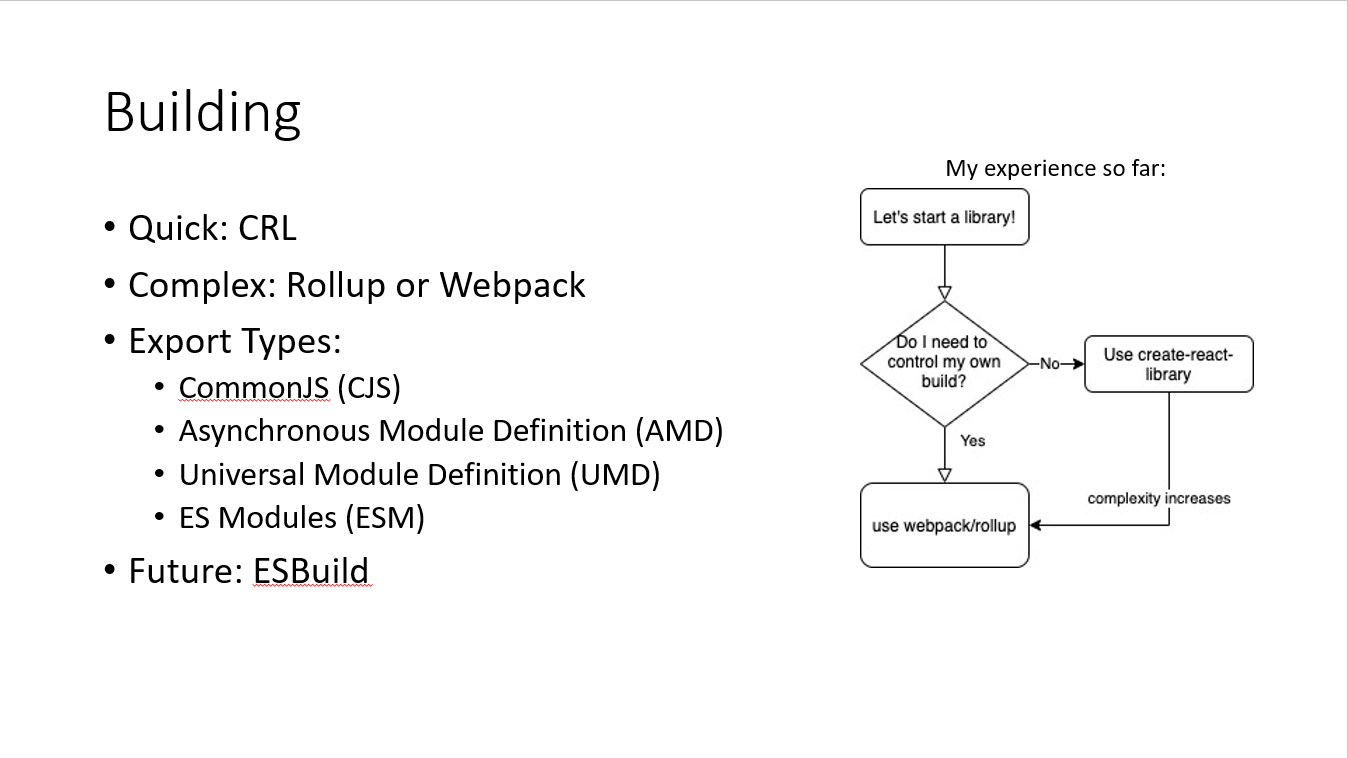 Building
• Quick: CRL
• Complex: Rollup or Webpack
• Export Types:
• CommonJS (CJS)
• Asynchronous Module Definition (AMD)
• Universal Module Definition (UMD)
• ES Modules (ESM)
• Future: ESBuild
My experience so far:
Let's start a library!
Do I need to
control my own
build?
No
Use create-react-
library
Yes
complexity increases
use webpack/rollup